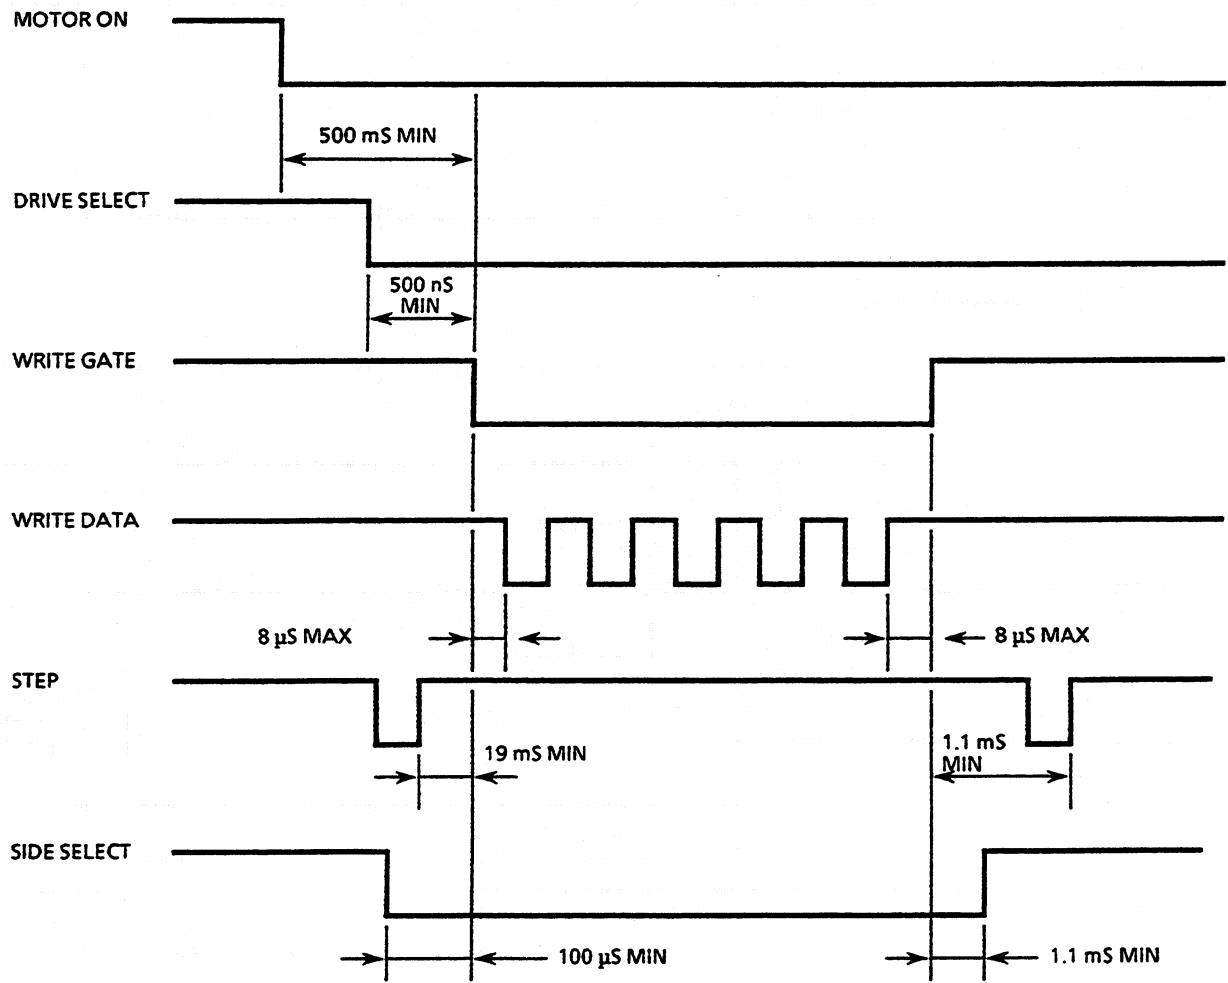 MOTOR ON
500 mS MIN
DRIVE SELECT
500 nS
MIN
WRITE GATE
WRITE DATA
8 µS MAX
8 µS MAX
STEP
19 mS MIN
1.1 mS
MIN
SIDE SELECT
100 µS MIN
1.1 mS MIN